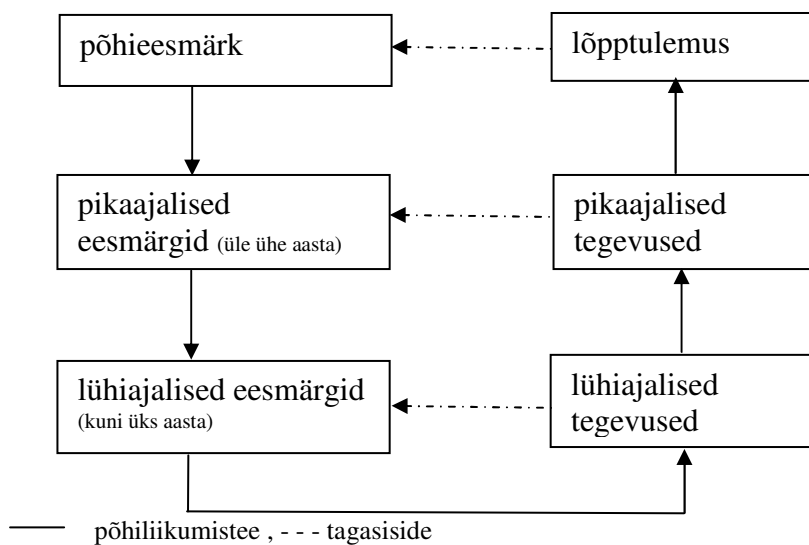 põhieesmärk
lõpptulemus
pikaajalised
eesmärgid (üle ühe aasta)
pikaajalised
tegevused
lühiajalised eesmärgid
(kuni üks aasta)
lühiajalised
tegevused
põhiliikumistee , - - - tagasiside